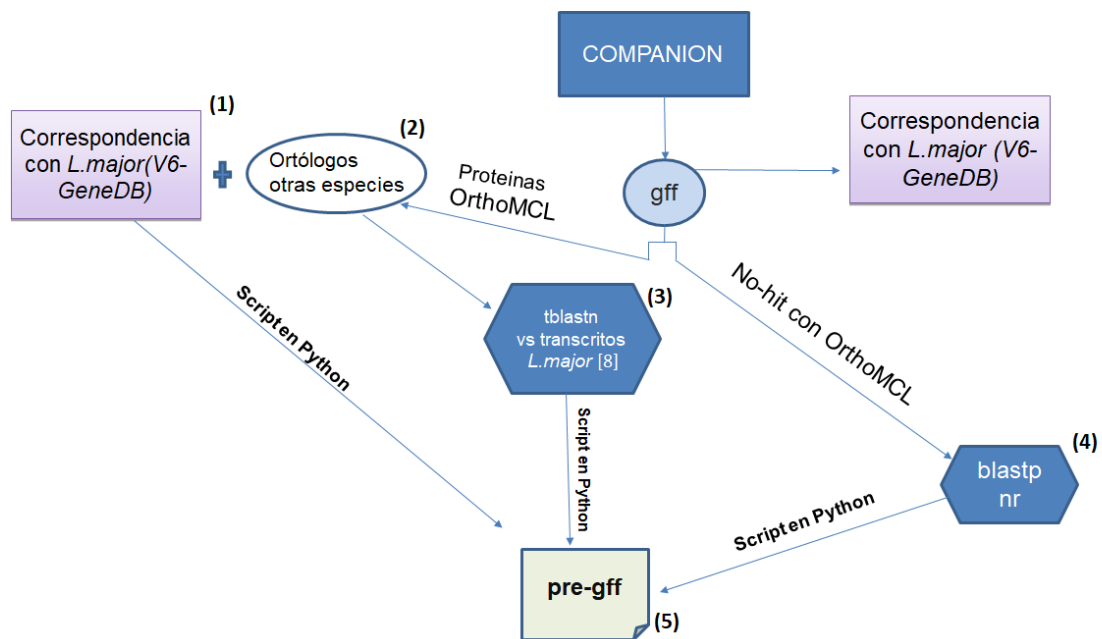 COMPANION
(1)
Correspondencia
con L.major(V6-
GeneDB)
(2)
Ortólogos
otras especies
Proteinas
OrthoMCL
gff
Correspondencia
con L.major (V6-
GeneDB)
(3)
tblastn
vs transcritos
L.major [8]
No-hit con OrthoMCL
Script en Python
Script en Python
(4)
blastp
nr
Script en Python
pre-gff
(5)